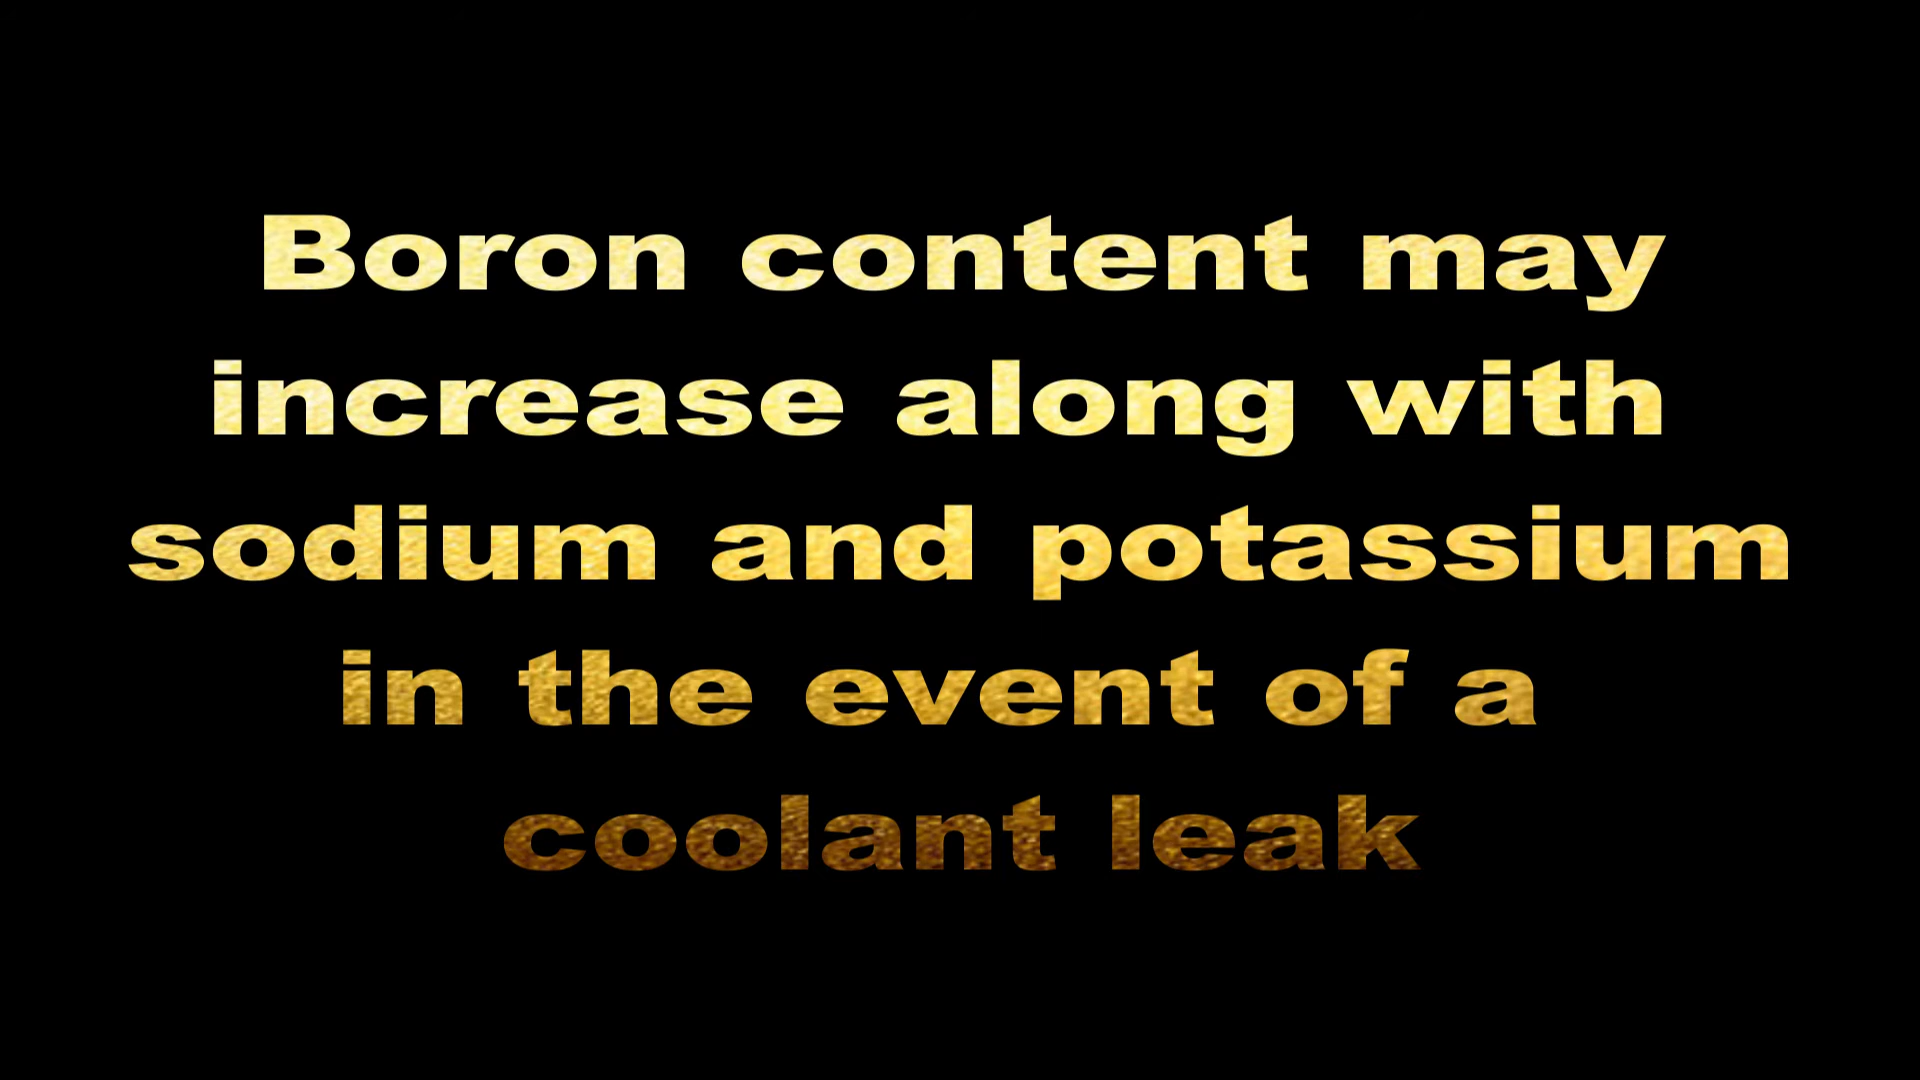 Boron content may
increase along with
sodium and potassium
in the event of a
coolant leak